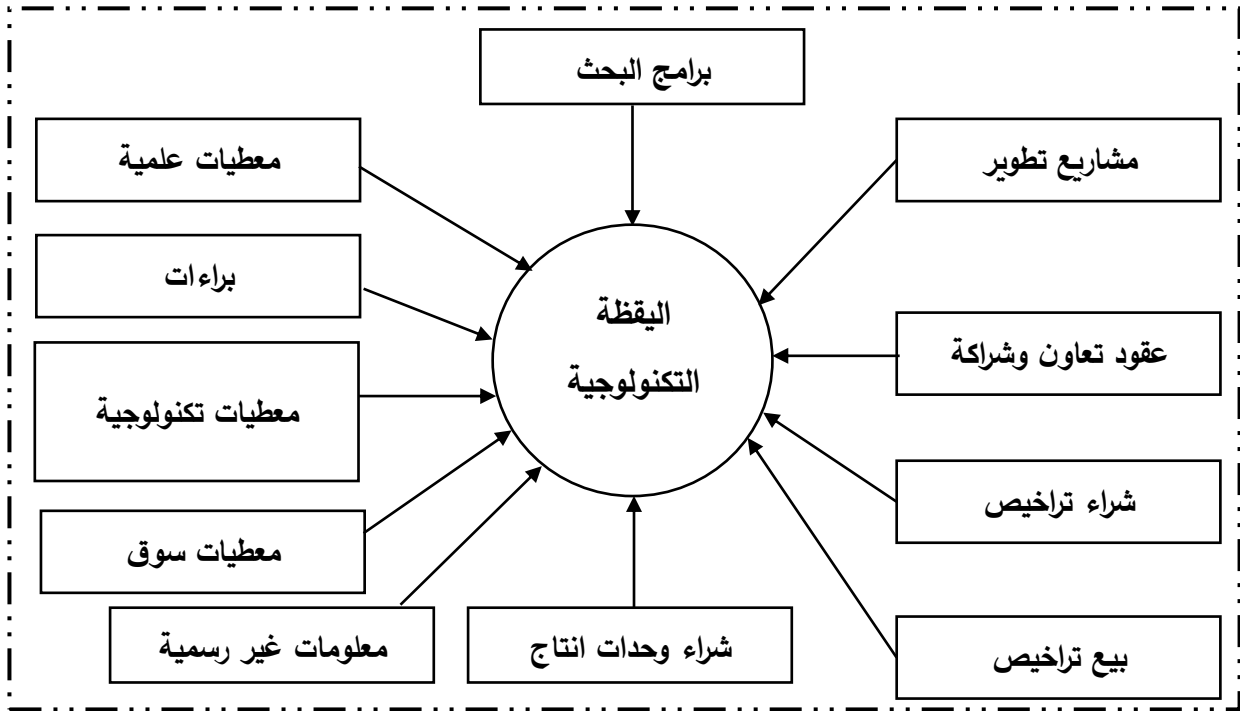 برامج البحث
مشاريع تطوير
معطيات علمية
براءات
اليقظة
التكنولوجية
عقود تعاون وشراكة
معطيات تكنولوجية
شراء تراخيص
معطيات سوق
معلومات غير رسمية
شراء وحدات انتاج
بيع تراخيص